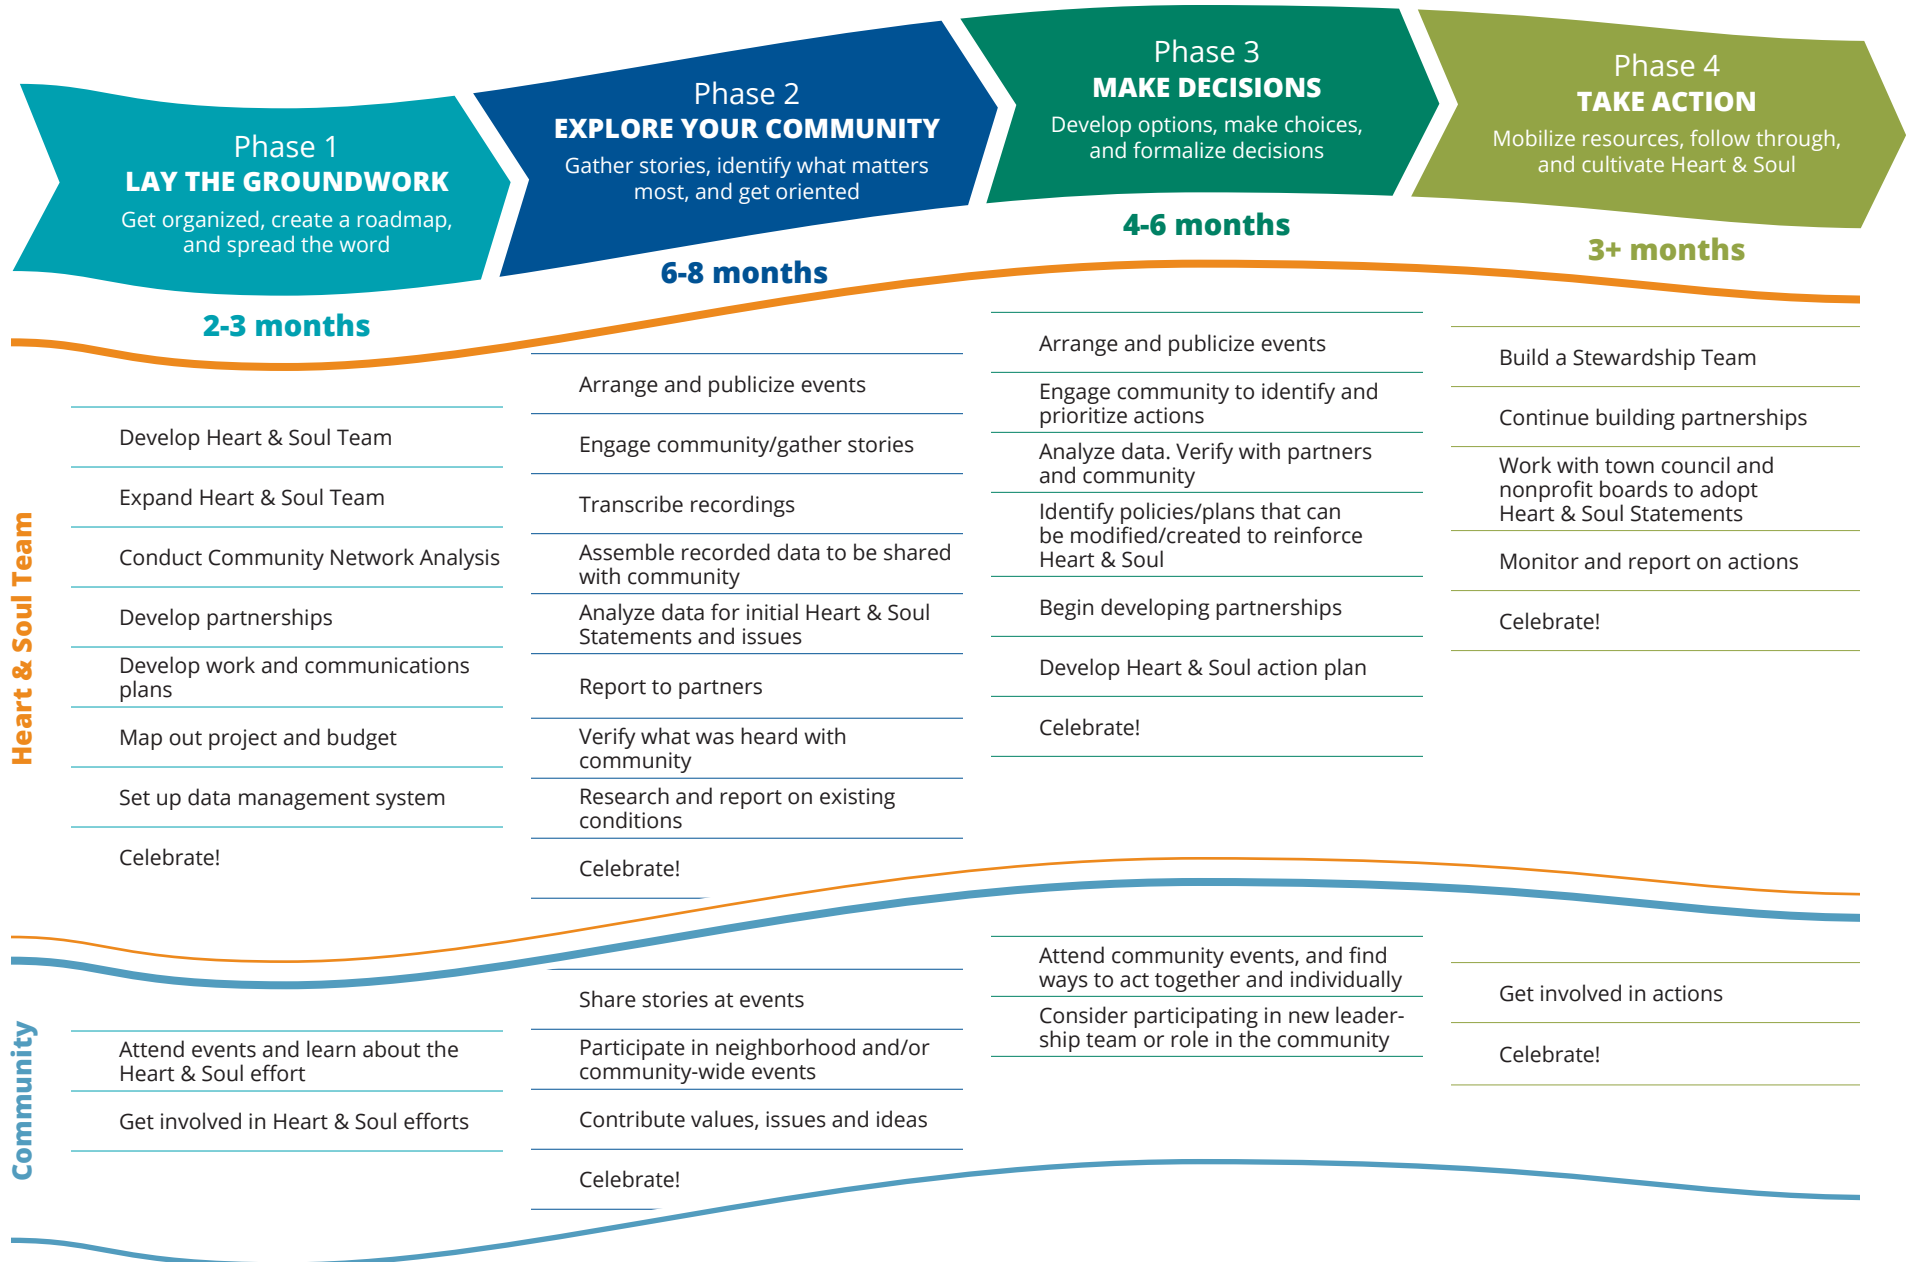 Phase 1
LAY THE GROUNDWORK
Get organized, create a roadmap,
and spread the word
2-3 months
Phase 2
EXPLORE YOUR COMMUNITY
Gather stories, identify what matters
most, and get oriented
6-8 months
Phase 3
MAKE DECISIONS
Develop options, make choices,
and formalize decisions
4-6 months
Phase 4
TAKE ACTION
Mobilize resources, follow through,
and cultivate Heart & Soul
3+ months
Heart & Soul Team
Develop Heart & Soul Team
Expand Heart & Soul Team
Conduct Community Network Analysis
Develop partnerships
Develop work and communications
plans
Map out project and budget
Set up data management system
Celebrate!
Arrange and publicize events
Engage community/gather stories
Transcribe recordings
Assemble recorded data to be shared
with community
Analyze data for initial Heart & Soul
Statements and issues
Report to partners
Verify what was heard with
community
Research and report on existing
conditions
Celebrate!
Arrange and publicize events
Engage community to identify and
prioritize actions
Analyze data. Verify with partners
and community
Identify policies/plans that can
be modified/created to reinforce
Heart & Soul
Begin developing partnerships
Develop Heart & Soul action plan
Celebrate!
Build a Stewardship Team
Continue building partnerships
Work with town council and
nonprofit boards to adopt
Heart & Soul Statements
Monitor and report on actions
Celebrate!
Community
Attend events and learn about the
Heart & Soul effort
Get involved in Heart & Soul efforts
Share stories at events
Participate in neighborhood and/or
community-wide events
Contribute values, issues and ideas
Celebrate!
Attend community events, and find
ways to act together and individually
Consider participating in new leader-
ship team or role in the community
Get involved in actions
Celebrate!